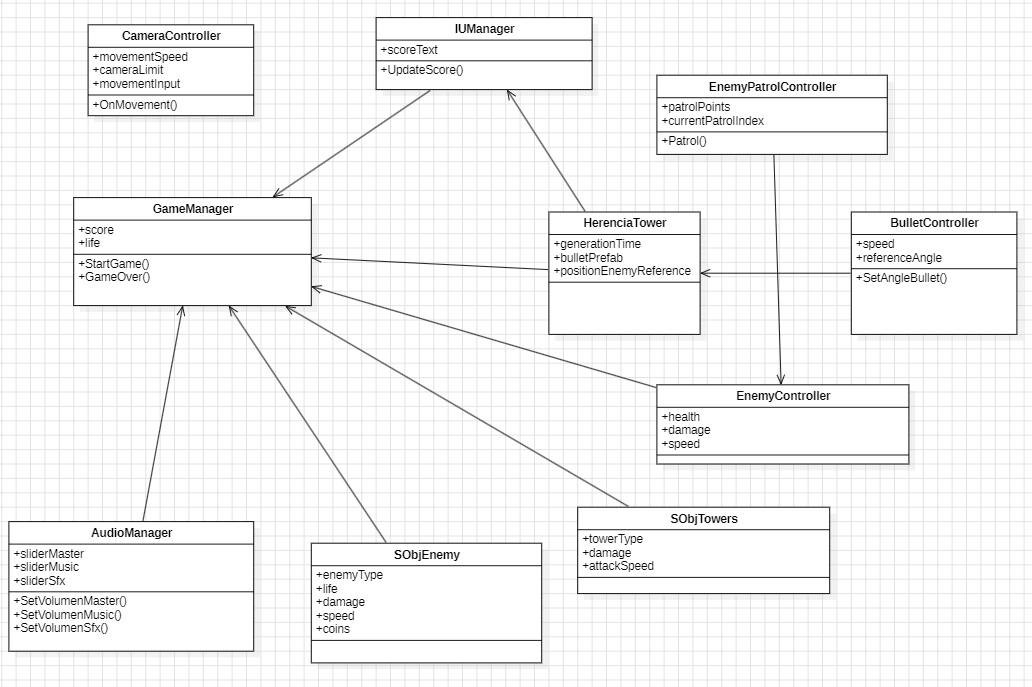 CameraController
+movementSpeed
+cameraLimit
+movementInput
+OnMovement()
IUManager
+scoreText
+UpdateScore()
EnemyPatrolController
+patrolPoints
+currentPatrolIndex
+Patrol()
GameManager
+score
+life
+StartGame()
+GameOver()
HerenciaTower
+generationTime
+bulletPrefab
+positionEnemyReference
BulletController
+speed
+referenceAngle
+SetAngleBullet()
EnemyController
+health
+damage
+speed
AudioManager
+sliderMaster
+sliderMusic
+sliderSfx
+SetVolumenMaster()
+SetVolumenMusic()
+SetVolumenSfx()
SObjEnemy
+enemyType
+life
+damage
+speed
+coins
SObjTowers
+towerType
+damage
+attackSpeed